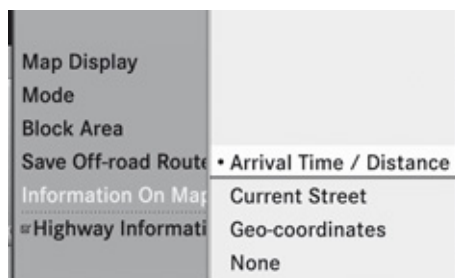 Map Display
Mode
Block Area
Save Off-road Route
Information On Map
Highway Informati
• Arrival Time / Distance
Current Street
Geo-coordinates
None